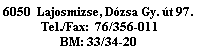 6050 Lajosmizse, Dózsa Gy. út 97.
Tel./Fax: 76/356-011
BM: 33/34-20